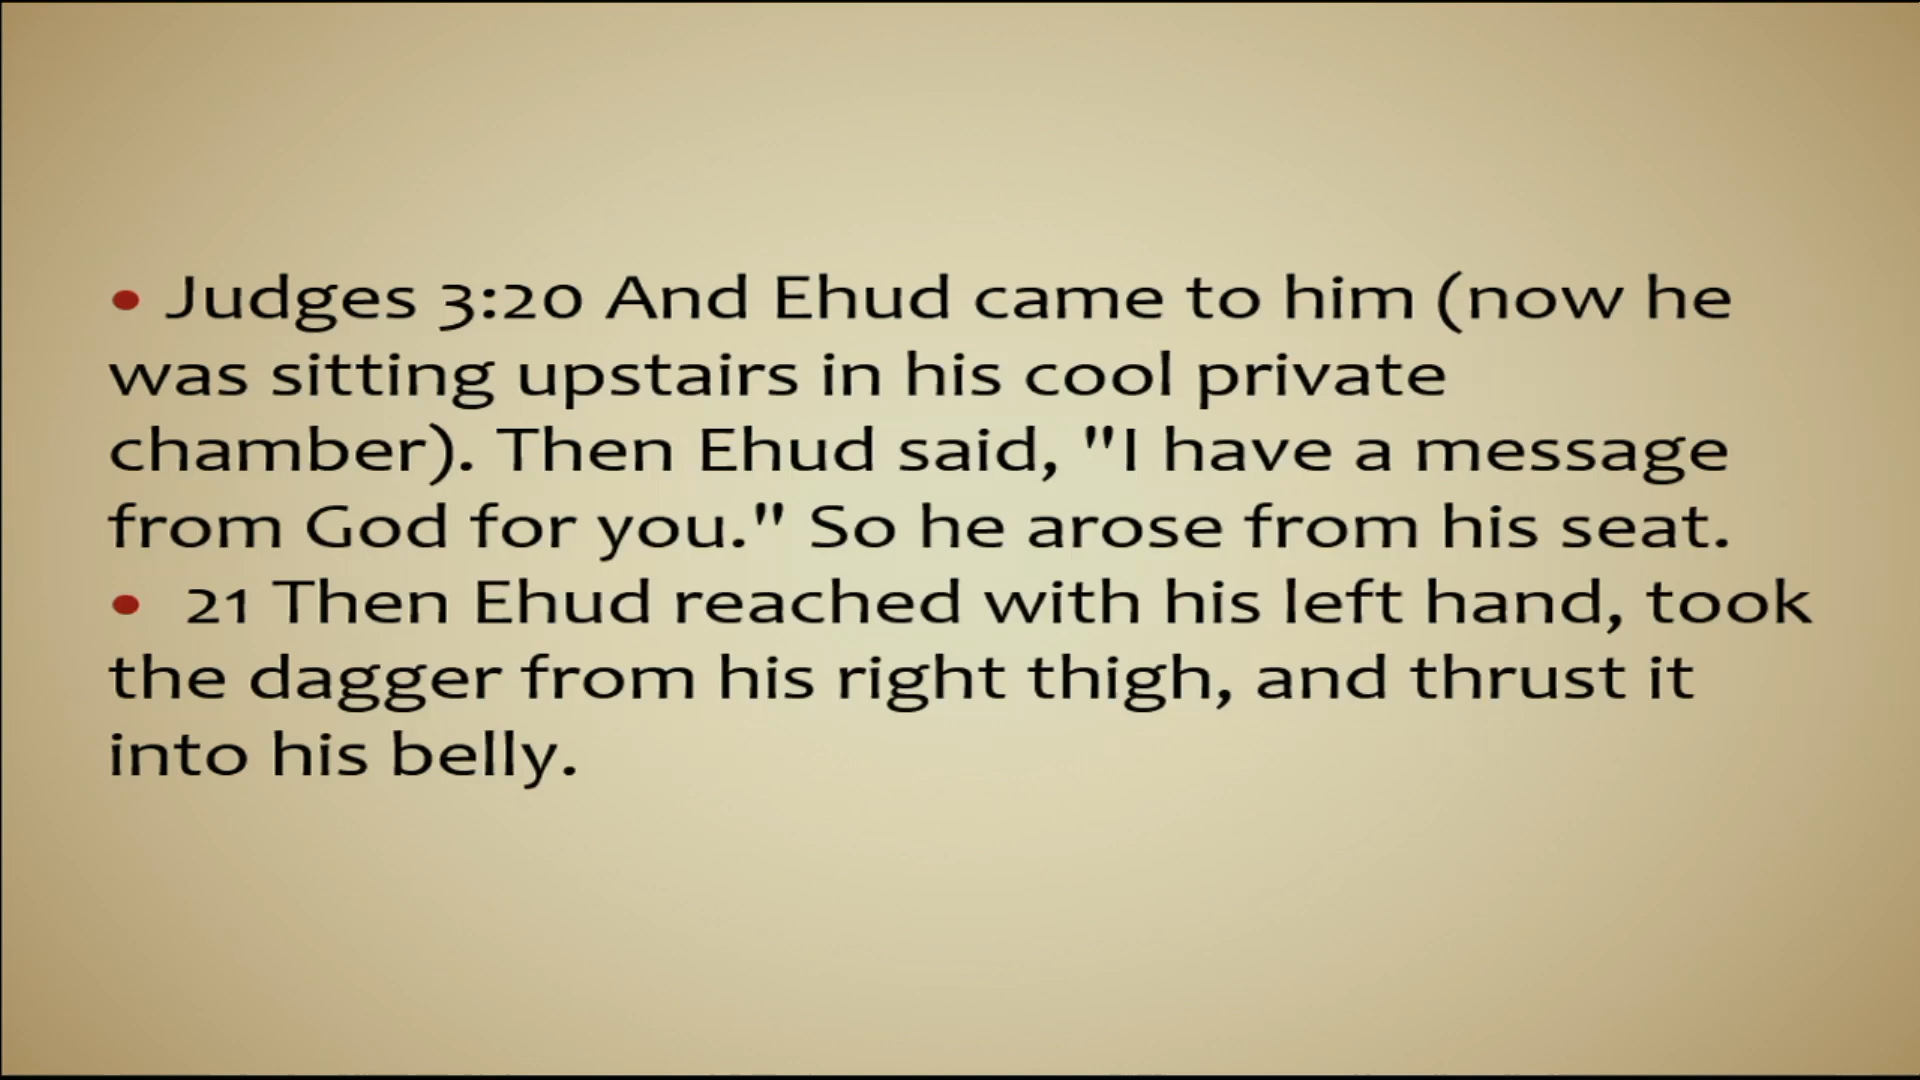 • Judges 3:20 And Ehud came to him (now he
was sitting upstairs in his cool private
chamber). Then Ehud said, "I have a message
from God for you." So he arose from his seat.
• 21 Then Ehud reached with his left hand, took
the dagger from his right thigh, and thrust it
into his belly.